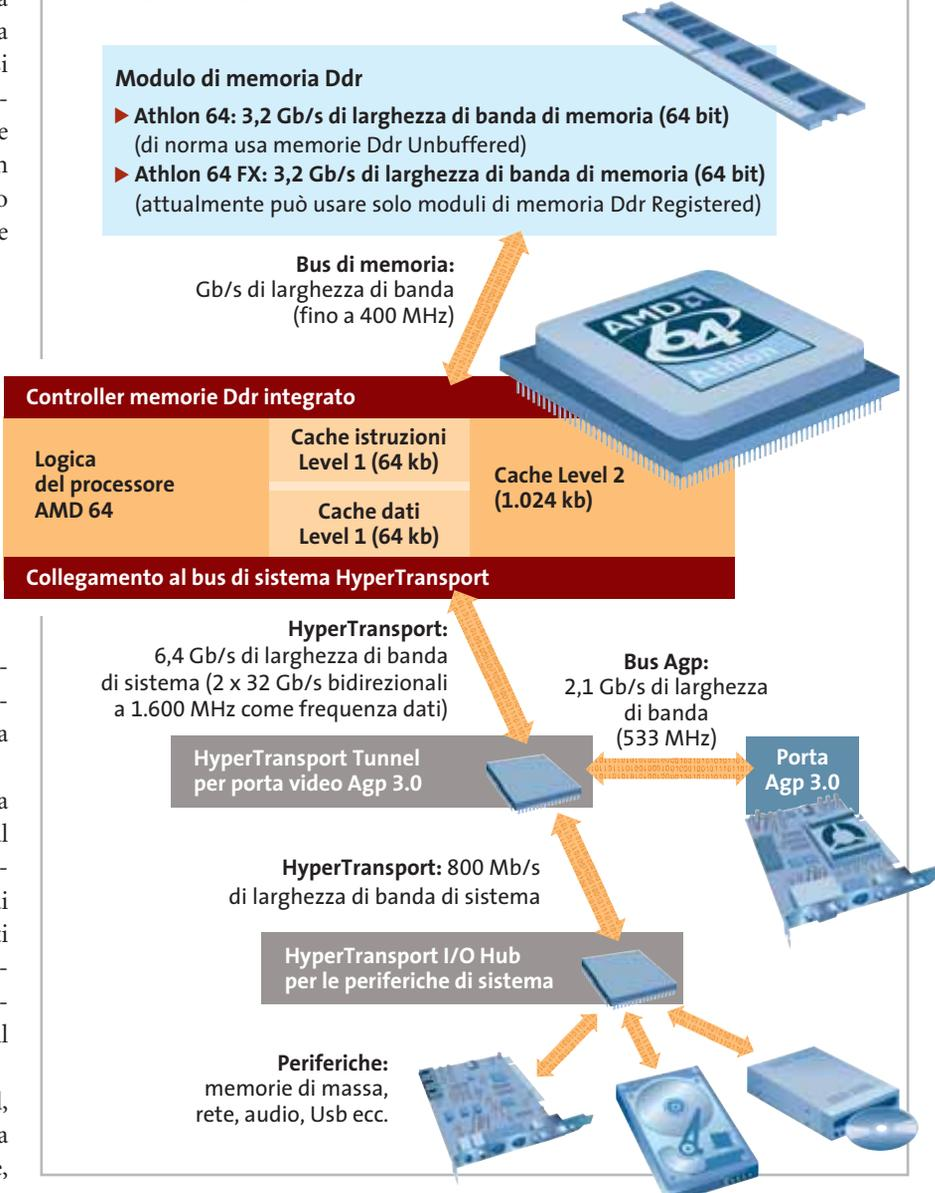 Modulo di memoria Ddr
Athlon 64: 3,2 Gb/s di larghezza di banda di memoria (64 bit)
(di norma usa memorie Ddr Unbuffered)
Athlon 64 FX: 3,2 Gb/s di larghezza di banda di memoria (64 bit)
(attualmente può usare solo moduli di memoria Ddr Registered)
Bus di memoria:
Gb/s di larghezza di banda
(fino a 400 MHz)
AMD
64
Athlon
Controller memorie Ddr integrato
Logica
del processore
AMD 64
Cache istruzioni
Level 1 (64 kb)
Cache dati
Level 1 (64 kb)
Cache Level 2
(1.024 kb)
Collegamento al bus di sistema HyperTransport
HyperTransport:
6,4 Gb/s di larghezza di banda
di sistema (2 x 32 Gb/s bidirezionali
a 1.600 MHz come frequenza dati)
Bus Agp:
2,1 Gb/s di larghezza
di banda
(533 MHz)
HyperTransport Tunnel
per porta video Agp 3.0
Porta
Agp 3.0
HyperTransport: 800 Mb/s
di larghezza di banda di sistema
HyperTransport I/O Hub
per le periferiche di sistema
Periferiche:
memorie di massa,
rete, audio, Usb ecc.